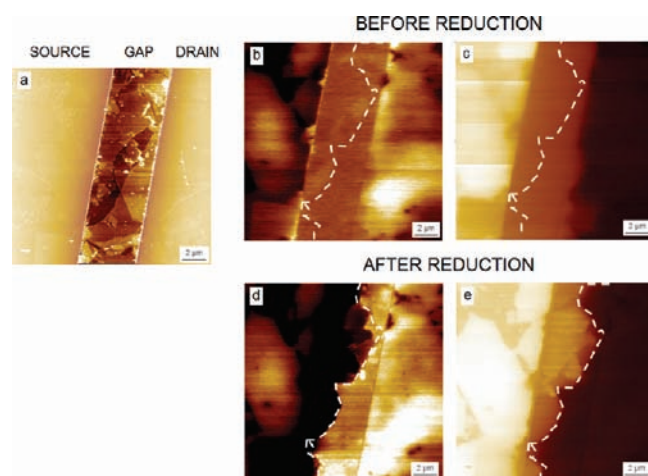 BEFORE REDUCTION
SOURCE GAP DRAIN
a
b
c
2 µm
2 µm
2 µm
AFTER REDUCTION
d
e
2 µm
2 µm